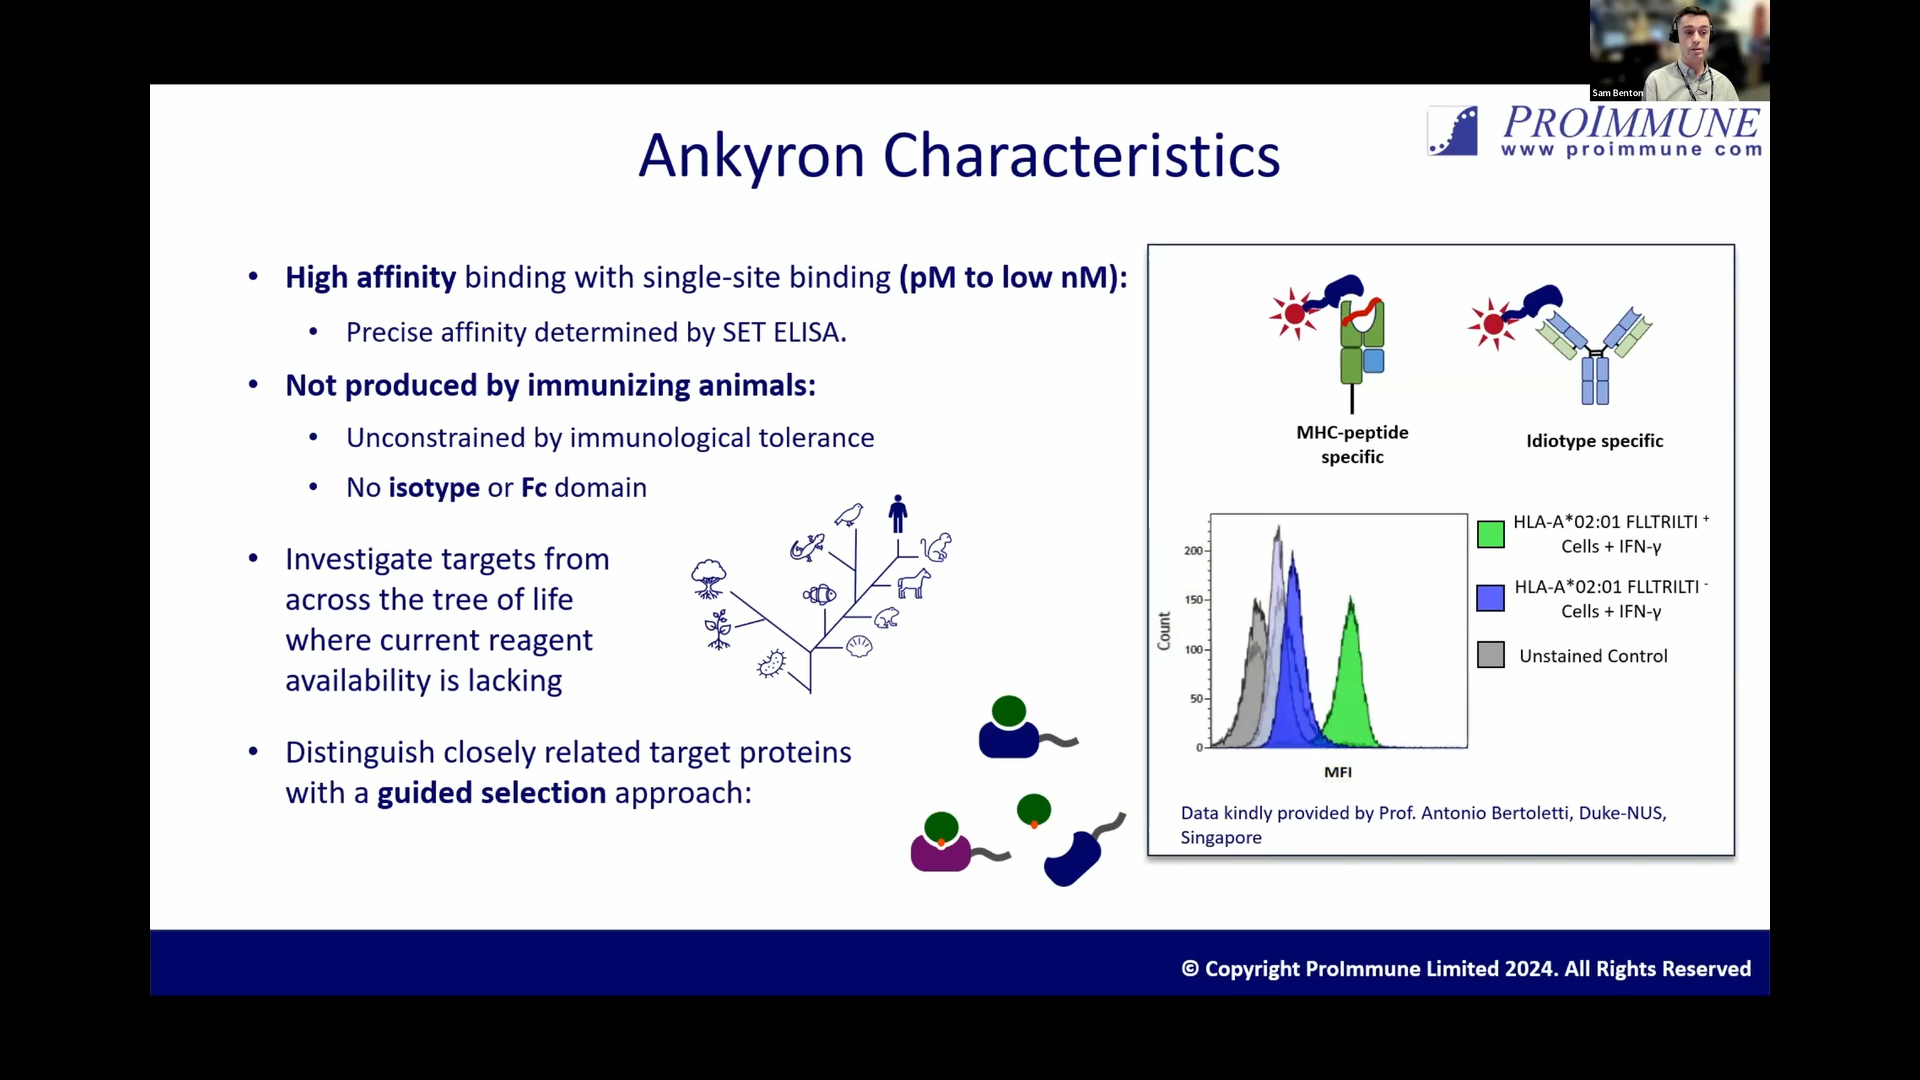 Sam Benton
PROIMMUNE
www proimmune com
Ankyron Characteristics
• High affinity binding with single-site binding (pM to low nM):
• Precise affinity determined by SET ELISA.
• Not produced by immunizing animals:
• Unconstrained by immunological tolerance
• No isotype or Fc domain
• Investigate targets from
across the tree of life
where current reagent
availability is lacking
• Distinguish closely related target proteins
with a guided selection approach:
MHC-peptide
specific
Idiotype specific
200
150
100
50
0
Count
MFI
HLA-A*02:01 FLLTRILTI +
Cells + IFN-γ
HLA-A*02:01 FLLTRILTI -
Cells + IFN-γ
Unstained Control
Data kindly provided by Prof. Antonio Bertoletti, Duke-NUS,
Singapore
© Copyright ProImmune Limited 2024. All Rights Reserved